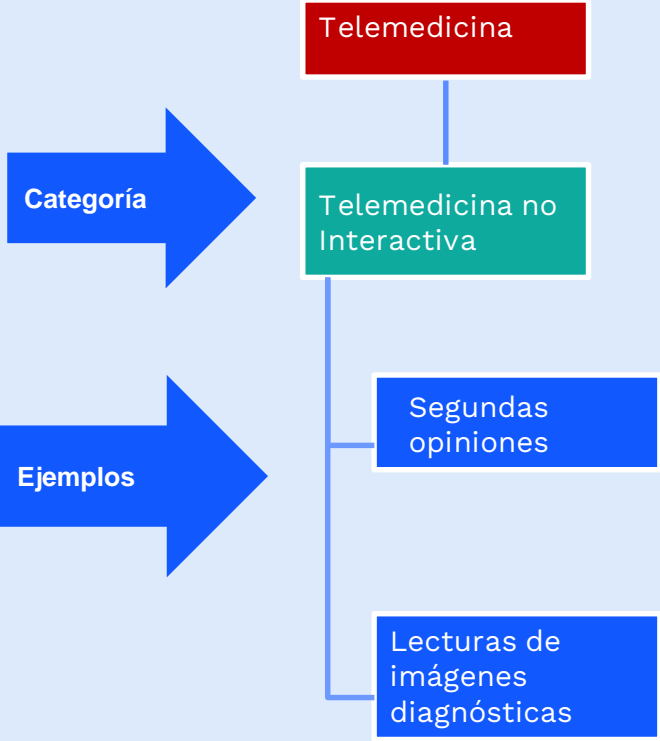 Telemedicina
Categoría
Telemedicina no
Interactiva
Segundas
opiniones
Ejemplos
Lecturas de
imágenes
diagnósticas